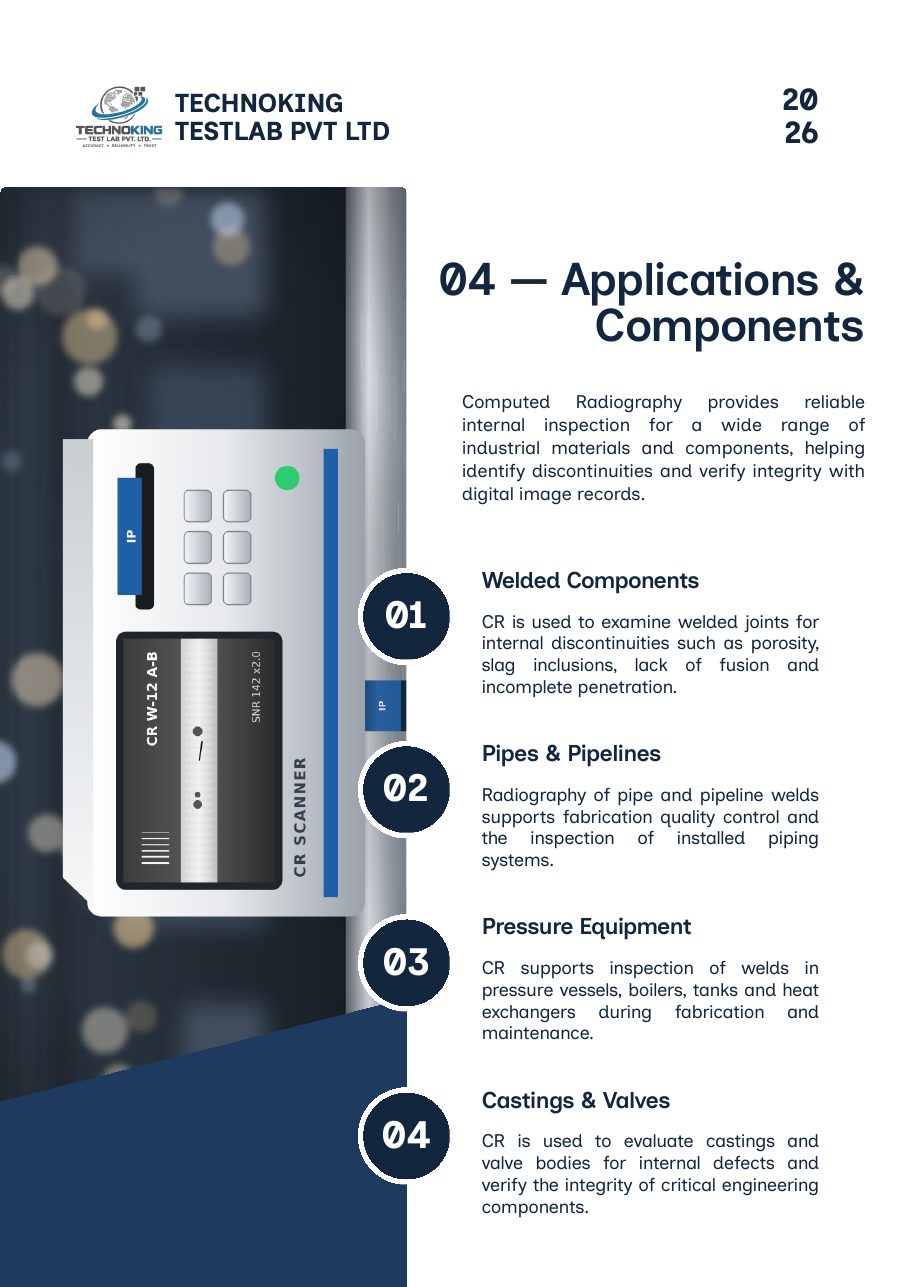 TECHNOKING
TEST LAB PVT. LTD.
ACCURACY • RELIABILITY • TRUST
TECHNOKING
TESTLAB PVT LTD
20
26
04 — Applications &
Components
Computed Radiography provides reliable
internal inspection for a wide range of
industrial materials and components, helping
identify discontinuities and verify integrity with
digital image records.
IP
CR W-12 A-B
SNR 142 x2.0
CR SCANNER
IP
01
Welded Components
CR is used to examine welded joints for
internal discontinuities such as porosity,
slag inclusions, lack of fusion and
incomplete penetration.
02
Pipes & Pipelines
Radiography of pipe and pipeline welds
supports fabrication quality control and
the inspection of installed piping
systems.
03
Pressure Equipment
CR supports inspection of welds in
pressure vessels, boilers, tanks and heat
exchangers during fabrication and
maintenance.
04
Castings & Valves
CR is used to evaluate castings and
valve bodies for internal defects and
verify the integrity of critical engineering
components.